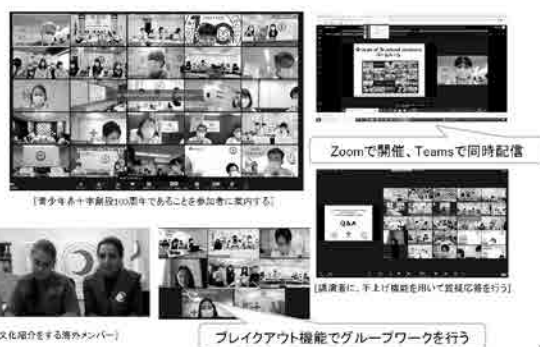 Zoomで開催、Teamsで同時配信
[青少年赤十字創設100周年であることを参加者に案内する]
Q&A
[講演者に、手上げ機能を用いて質疑応答を行う]
文化紹介をする海外メンバー]
ブレイクアウト機能でグループワークを行う